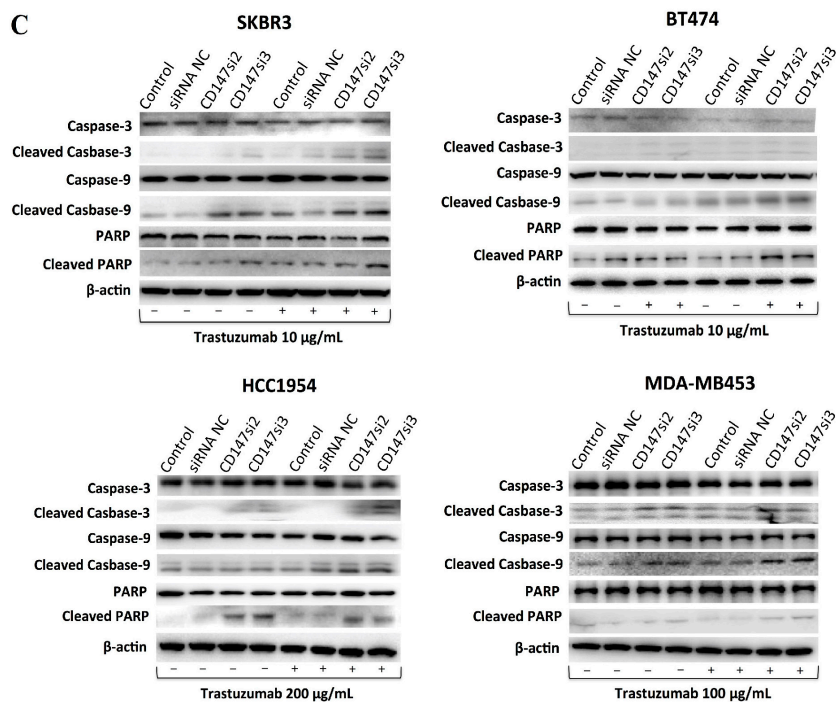 C
SKBR3
Control siRNA NC CD147si2 CD147si3 Control siRNA NC CD147si2 CD147si3
Caspase-3
Cleaved Casbase-3
Caspase-9
Cleaved Casbase-9
PARP
Cleaved PARP
β-actin
– – – – + + + +
Trastuzumab 10 μg/mL
BT474
Control siRNA NC CD147si2 CD147si3 Control siRNA NC CD147si2 CD147si3
Caspase-3
Cleaved Casbase-3
Caspase-9
Cleaved Casbase-9
PARP
Cleaved PARP
β-actin
– – + + – – + +
Trastuzumab 10 μg/mL
HCC1954
Control siRNA NC CD147si2 CD147si3 Control siRNA NC CD147si2 CD147si3
Caspase-3
Cleaved Casbase-3
Caspase-9
Cleaved Casbase-9
PARP
Cleaved PARP
β-actin
– – – – + + + +
Trastuzumab 200 μg/mL
MDA-MB453
Control siRNA NC CD147si2 CD147si3 Control siRNA NC CD147si2 CD147si3
Caspase-3
Cleaved Casbase-3
Caspase-9
Cleaved Casbase-9
PARP
Cleaved PARP
β-actin
– – – – + + + +
Trastuzumab 100 μg/mL